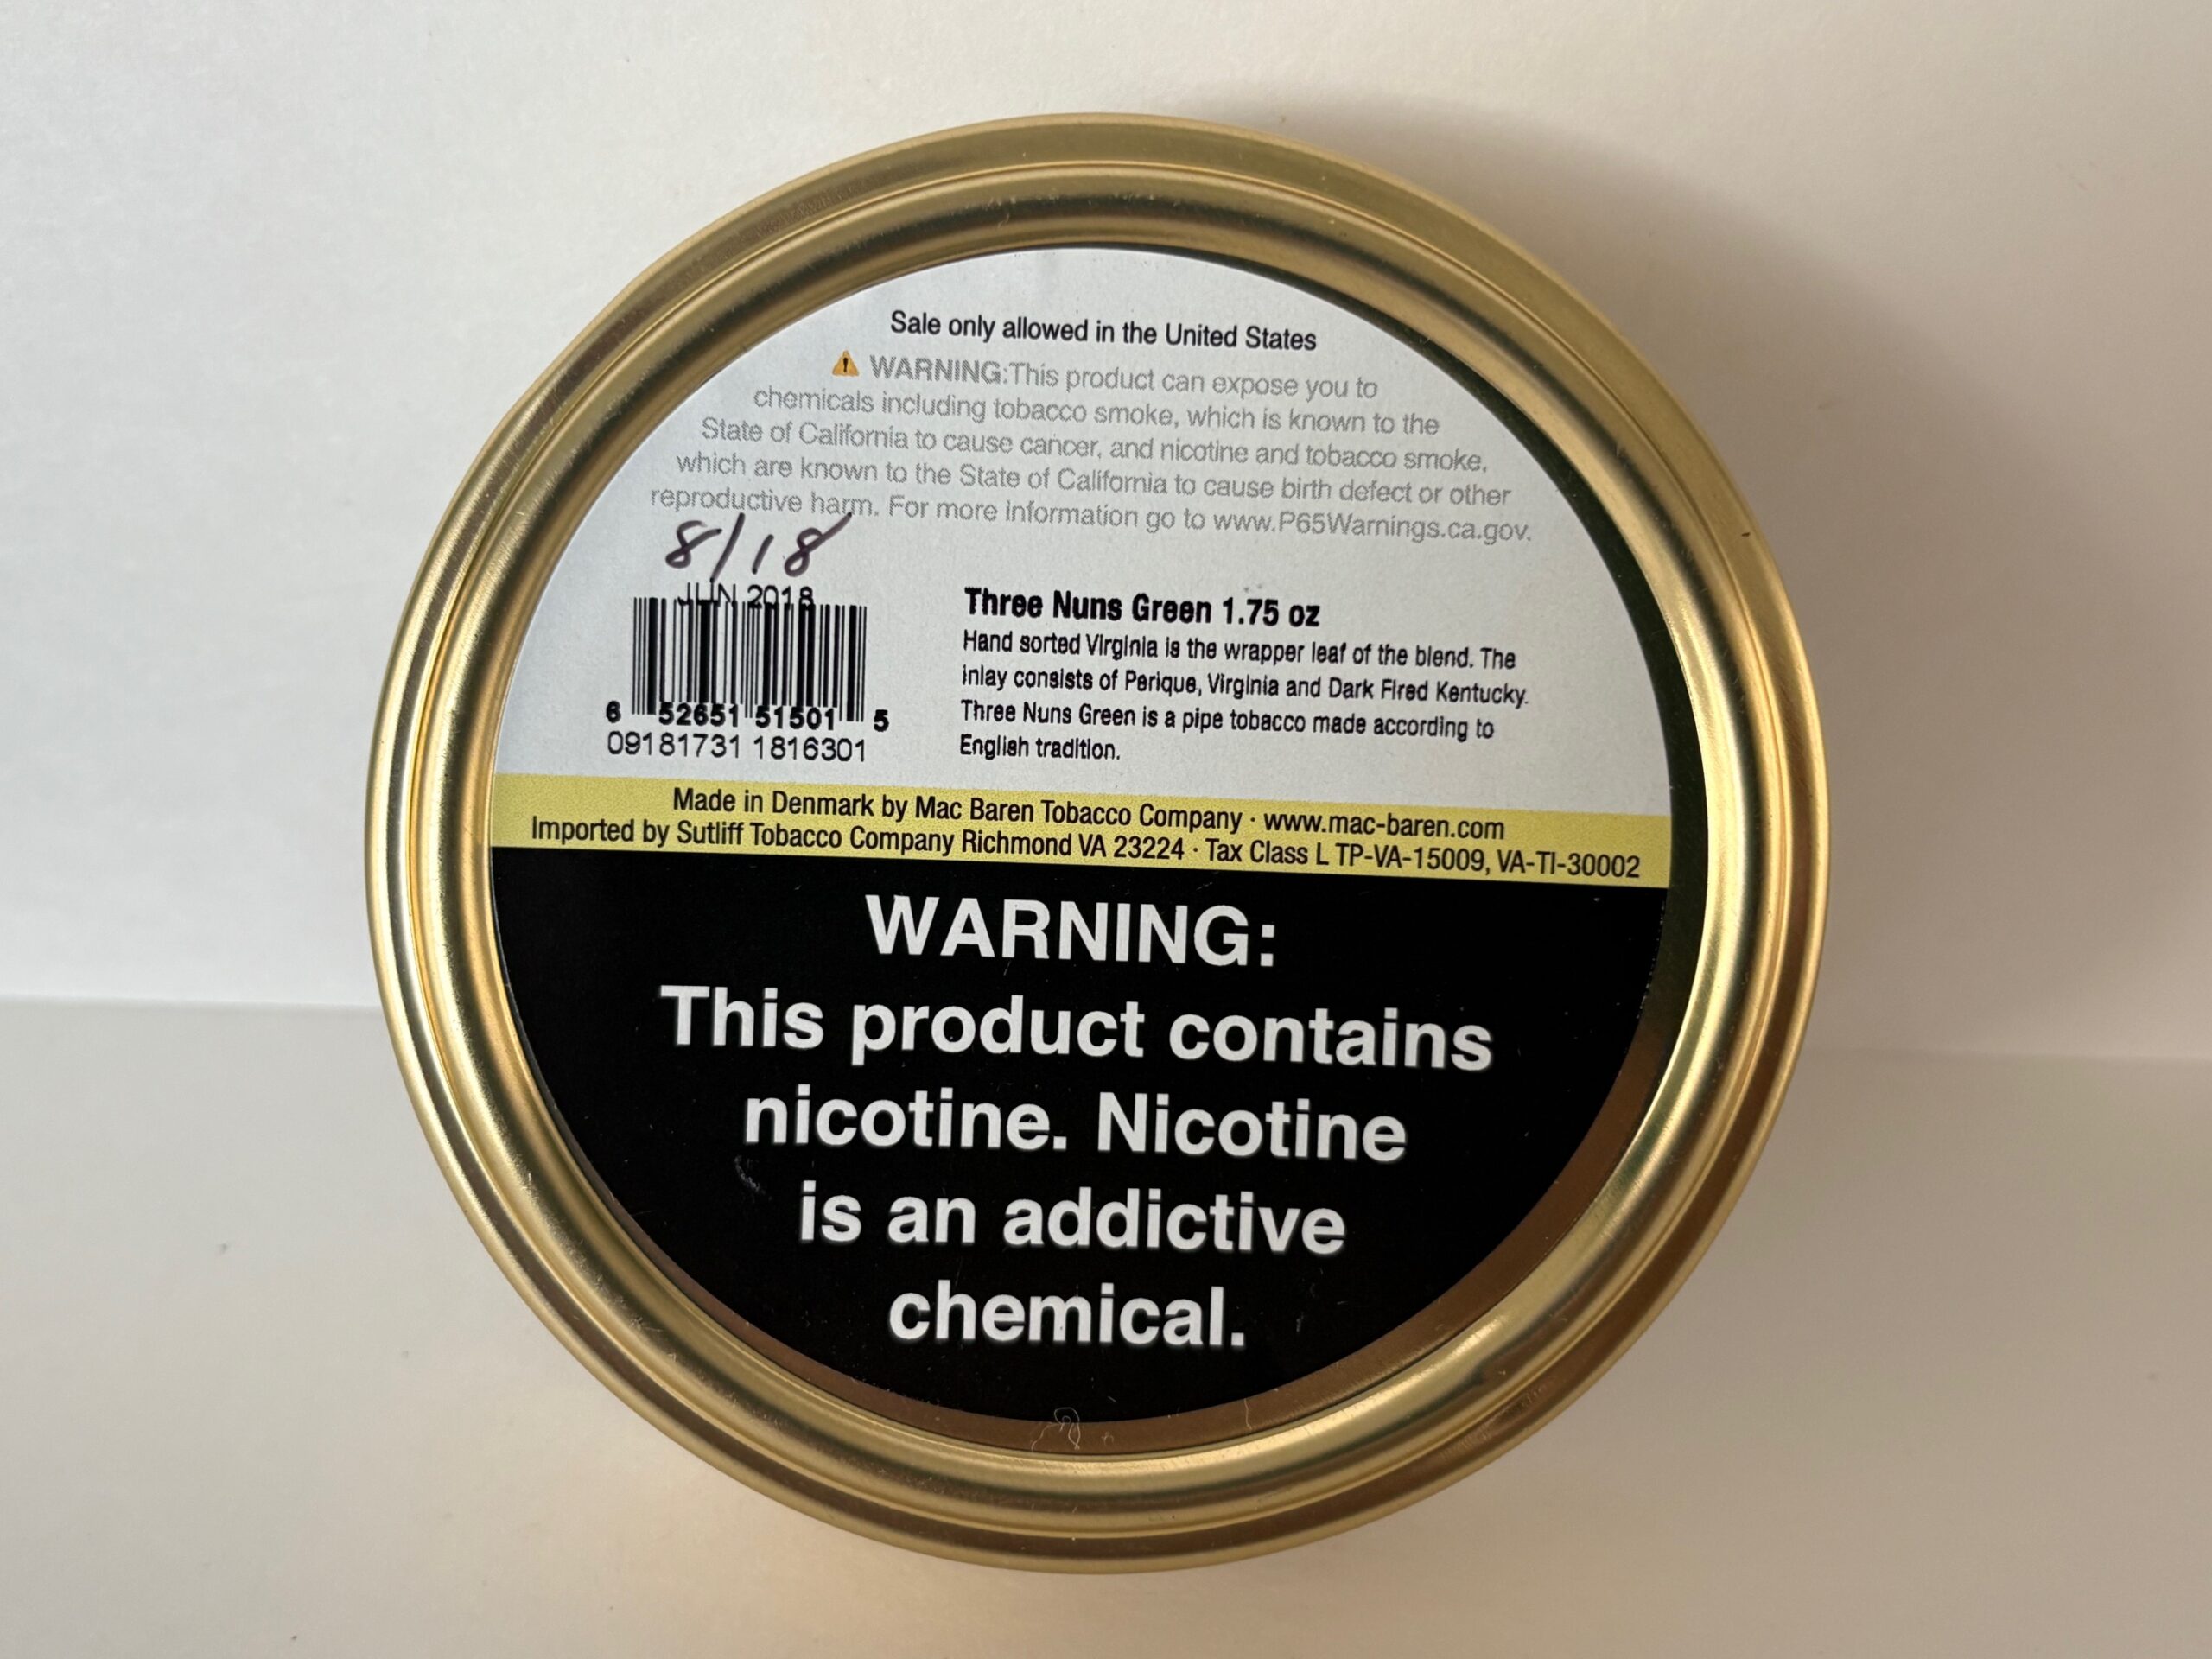 Sale only allowed in the United States
⚠ WARNING:This product can expose you to
chemicals including tobacco smoke, which is known to the
State of California to cause cancer, and nicotine and tobacco smoke,
which are known to the State of California to cause birth defect or other
reproductive harm. For more information go to www.P65Warnings.ca.gov.
8/18
JUN 2018
6 52651 51501 5
09181731 1816301
Three Nuns Green 1.75 oz
Hand sorted Virginia is the wrapper leaf of the blend. The
inlay consists of Perique, Virginia and Dark Fired Kentucky.
Three Nuns Green is a pipe tobacco made according to
English tradition.
Made in Denmark by Mac Baren Tobacco Company · www.mac-baren.com
Imported by Sutliff Tobacco Company Richmond VA 23224 · Tax Class L TP-VA-15009, VA-TI-30002
WARNING:
This product contains
nicotine. Nicotine
is an addictive
chemical.